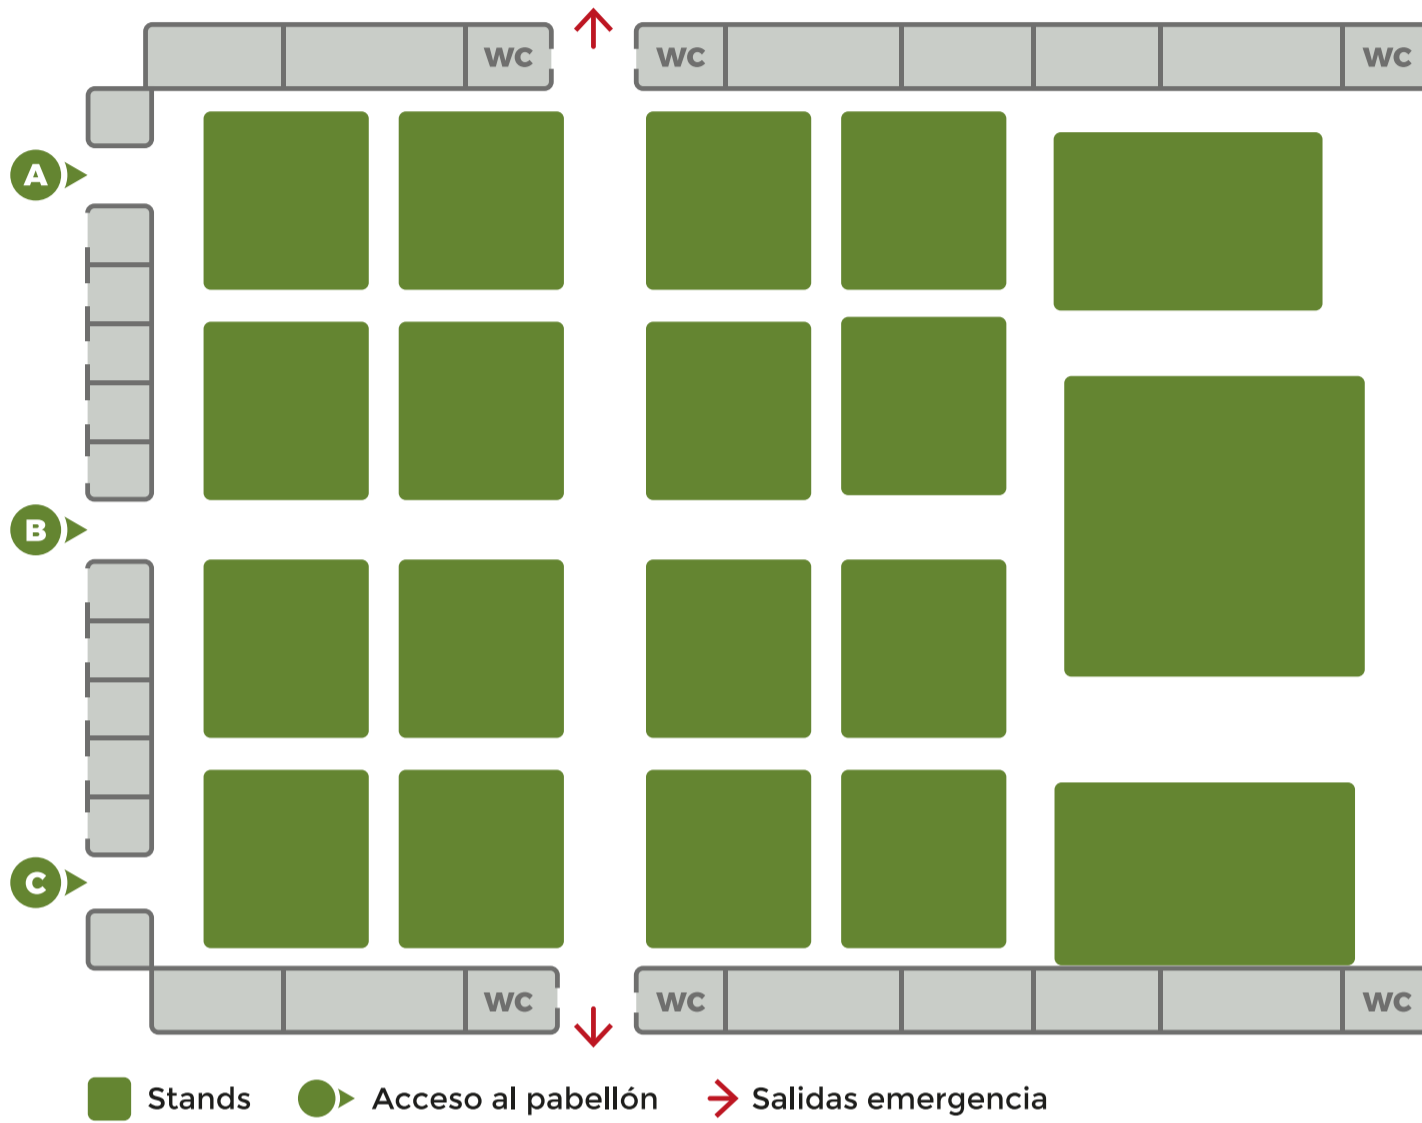 WC WC WC
A
B
C
WC WC WC
Stands Acceso al pabellón Salidas emergencia